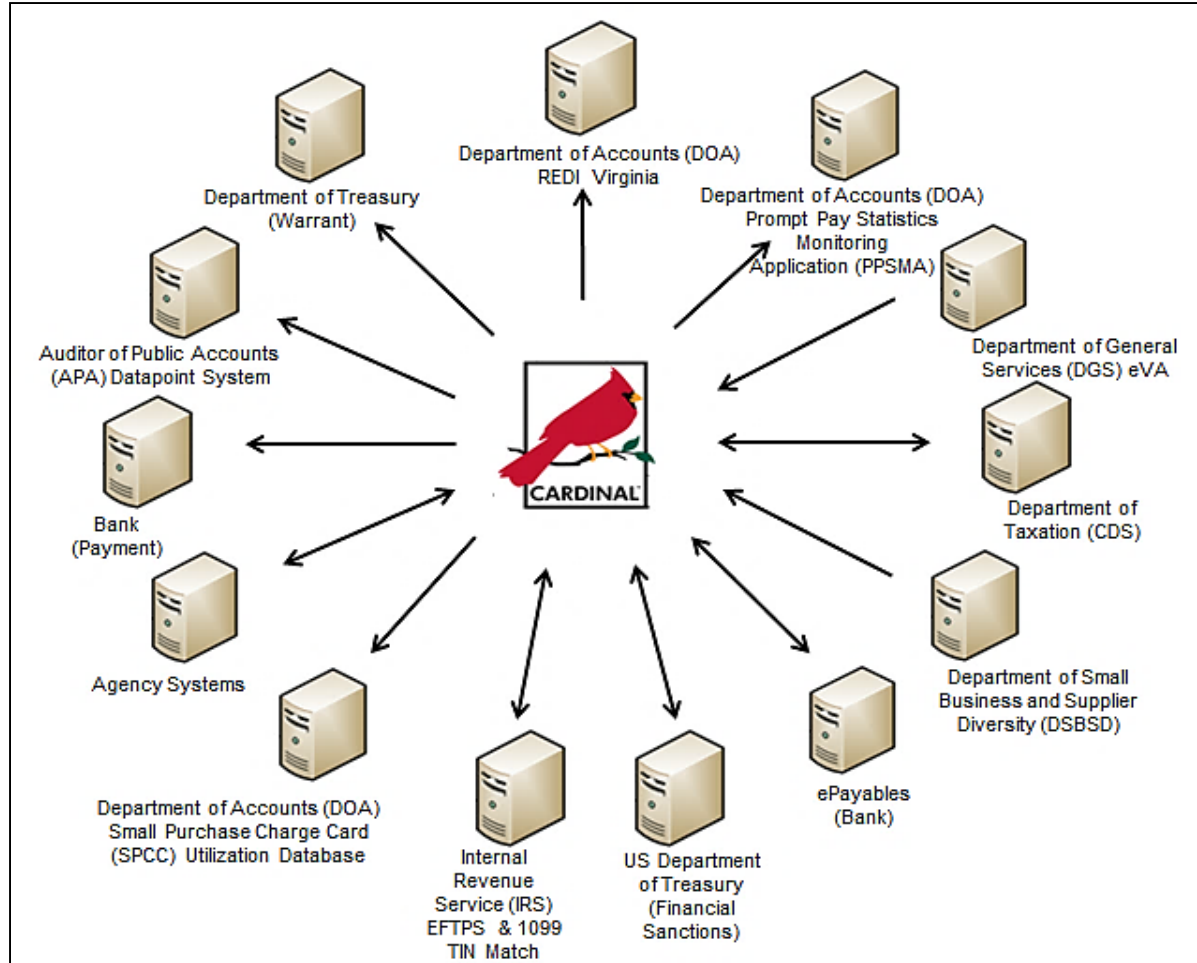 Department of Accounts (DOA)
REDI Virginia
Department of Treasury
(Warrant)
Department of Accounts (DOA)
Prompt Pay Statistics
Monitoring
Application (PPSMA)
Auditor of Public Accounts
(APA) Datapoint System
Department of General
Services (DGS) eVA
CARDINAL
Bank
(Payment)
Department of
Taxation (CDS)
Agency Systems
Department of Small
Business and Supplier
Diversity (DSBSD)
Department of Accounts (DOA)
Small Purchase Charge Card
(SPCC) Utilization Database
Internal
Revenue
Service (IRS)
EFTPS & 1099
TIN Match
US Department
of Treasury
(Financial
Sanctions)
ePayables
(Bank)